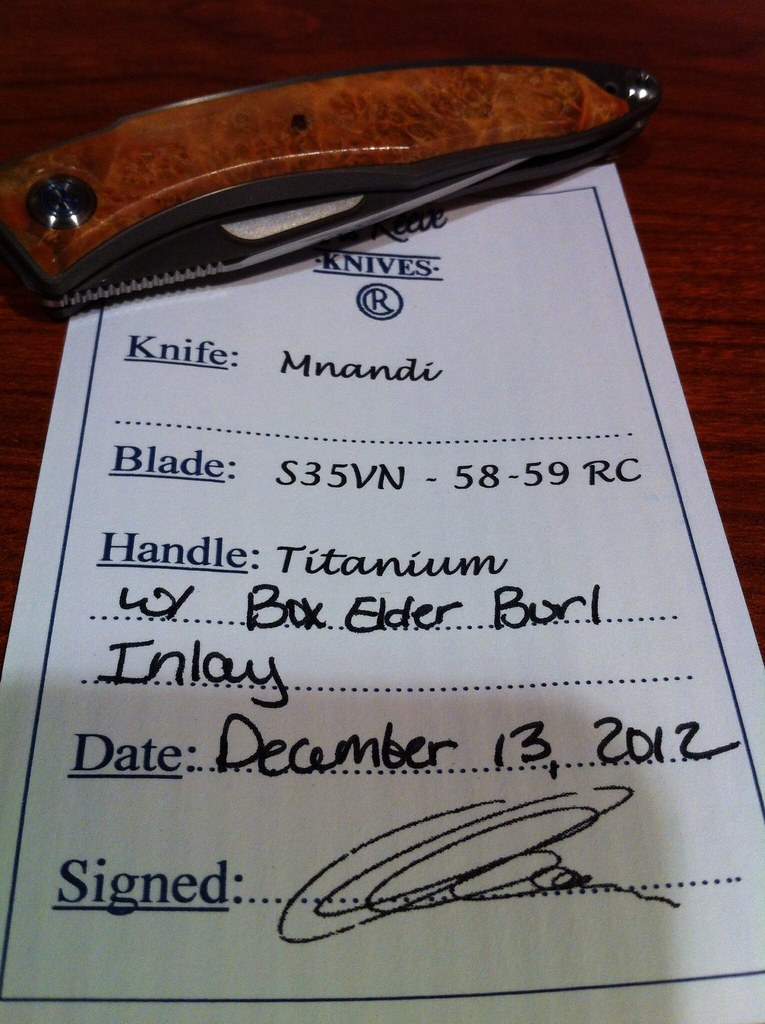 Reeve
·KNIVES·
®
Knife: Mnandi
Blade: S35VN - 58-59 RC
Handle: Titanium
w/ Box Elder Burl
Inlay
Date: December 13, 2012
Signed: